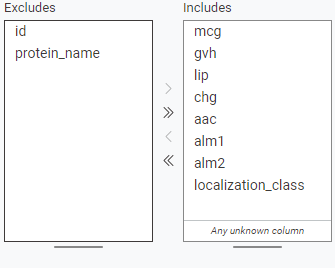 Excludes
id
protein_name
Includes
mcg
gvh
lip
chg
aac
alm1
alm2
localization_class
Any unknown column